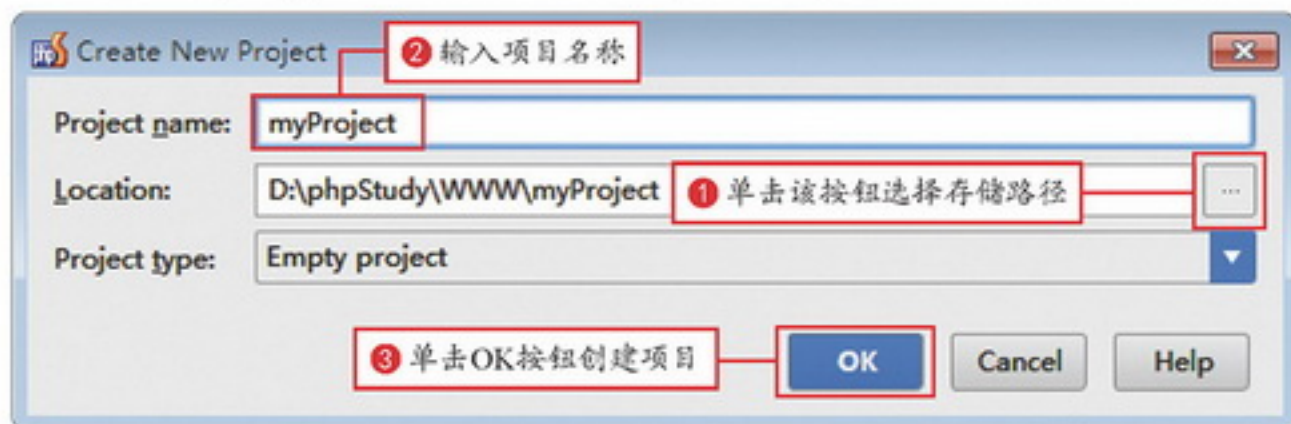 Create New Project
❷ 输入项目名称
Project name:
myProject
Location:
D:\phpStudy\WWW\myProject
❶ 单击该按钮选择存储路径
...
Project type:
Empty project
❸ 单击OK按钮创建项目
OK
Cancel
Help